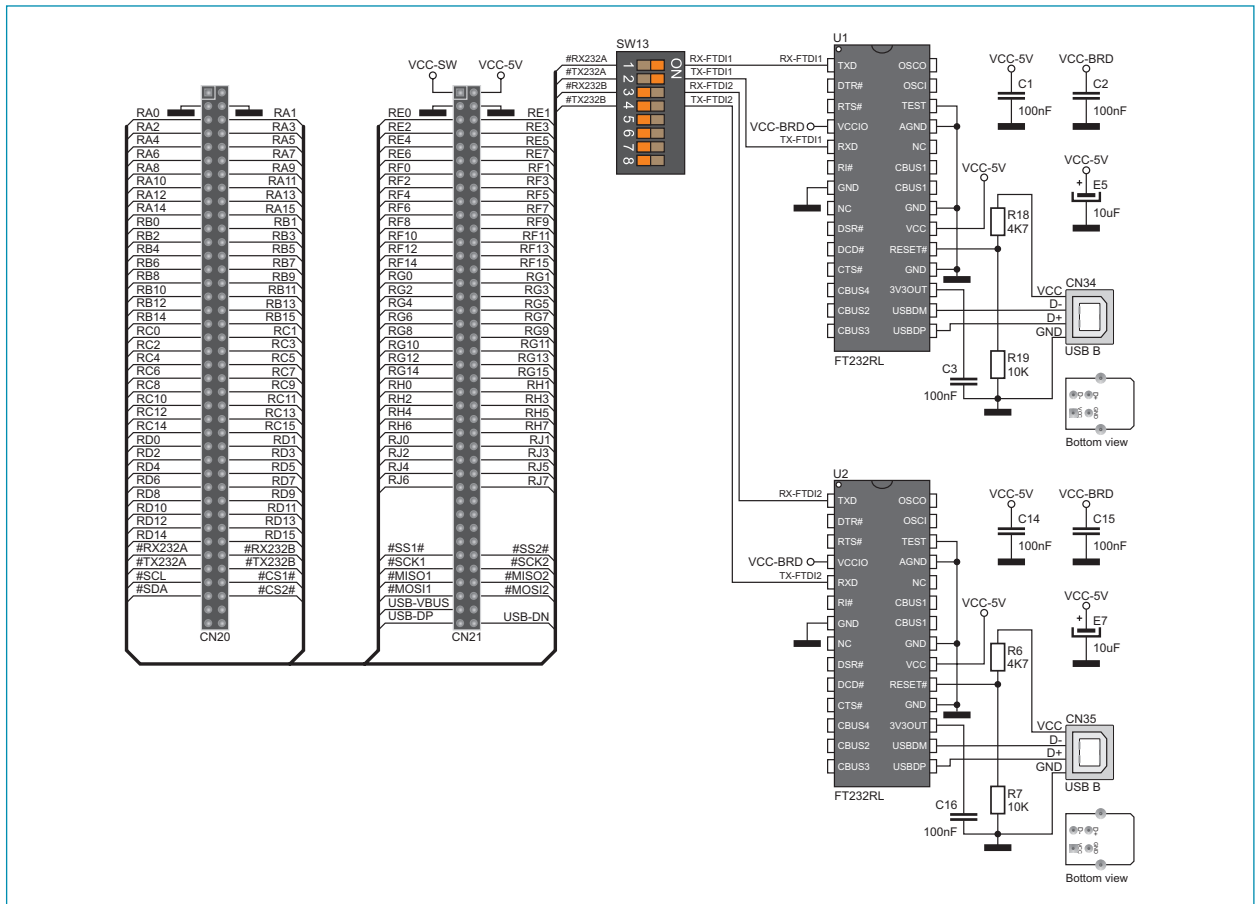 SW13
ON
1
2
3
4
5
6
7
8
#RX232A RX-FTDI1 RX-FTDI1
#TX232A TX-FTDI1
#RX232B RX-FTDI2
#TX232B TX-FTDI2
VCC-SW VCC-5V
RA0 RA1 RE0 RE1
RA2 RA3 RE2 RE3
RA4 RA5 RE4 RE5
RA6 RA7 RE6 RE7
RA8 RA9 RF0 RF1
RA10 RA11 RF2 RF3
RA12 RA13 RF4 RF5
RA14 RA15 RF6 RF7
RB0 RB1 RF8 RF9
RB2 RB3 RF10 RF11
RB4 RB5 RF12 RF13
RB6 RB7 RF14 RF15
RB8 RB9 RG0 RG1
RB10 RB11 RG2 RG3
RB12 RB13 RG4 RG5
RB14 RB15 RG6 RG7
RC0 RC1 RG8 RG9
RC2 RC3 RG10 RG11
RC4 RC5 RG12 RG13
RC6 RC7 RG14 RG15
RC8 RC9 RH0 RH1
RC10 RC11 RH2 RH3
RC12 RC13 RH4 RH5
RC14 RC15 RH6 RH7
RD0 RD1 RJ0 RJ1
RD2 RD3 RJ2 RJ3
RD4 RD5 RJ4 RJ5
RD6 RD7 RJ6 RJ7
RD8 RD9
RD10 RD11
RD12 RD13
RD14 RD15
#RX232A #RX232B #SS1# #SS2#
#TX232A #TX232B #SCK1 #SCK2
#SCL #CS1# #MISO1 #MISO2
#SDA #CS2# #MOSI1 #MOSI2
USB-VBUS
USB-DP USB-DN
CN20 CN21
U1
TXD OSCO
DTR# OSCI
RTS# TEST
VCC-BRD VCCIO AGND
TX-FTDI1 RXD NC
RI# CBUS1
GND CBUS1
NC GND
DSR# VCC
DCD# RESET#
CTS# GND
CBUS4 3V3OUT
CBUS2 USBDM
CBUS3 USBDP
FT232RL
VCC-5V
R18
4K7
R19
10K
C3
100nF
VCC-5V VCC-BRD
C1 C2
100nF 100nF
VCC-5V
+ E5
10uF
CN34
VCC
D-
D+
GND
USB B
Bottom view
U2
RX-FTDI2 TXD OSCO
DTR# OSCI
RTS# TEST
VCC-BRD VCCIO AGND
TX-FTDI2 RXD NC
RI# CBUS1
GND CBUS1
NC GND
DSR# VCC
DCD# RESET#
CTS# GND
CBUS4 3V3OUT
CBUS2 USBDM
CBUS3 USBDP
FT232RL
VCC-5V
R6
4K7
R7
10K
C16
100nF
VCC-5V VCC-BRD
C14 C15
100nF 100nF
VCC-5V
+ E7
10uF
CN35
VCC
D-
D+
GND
USB B
Bottom view